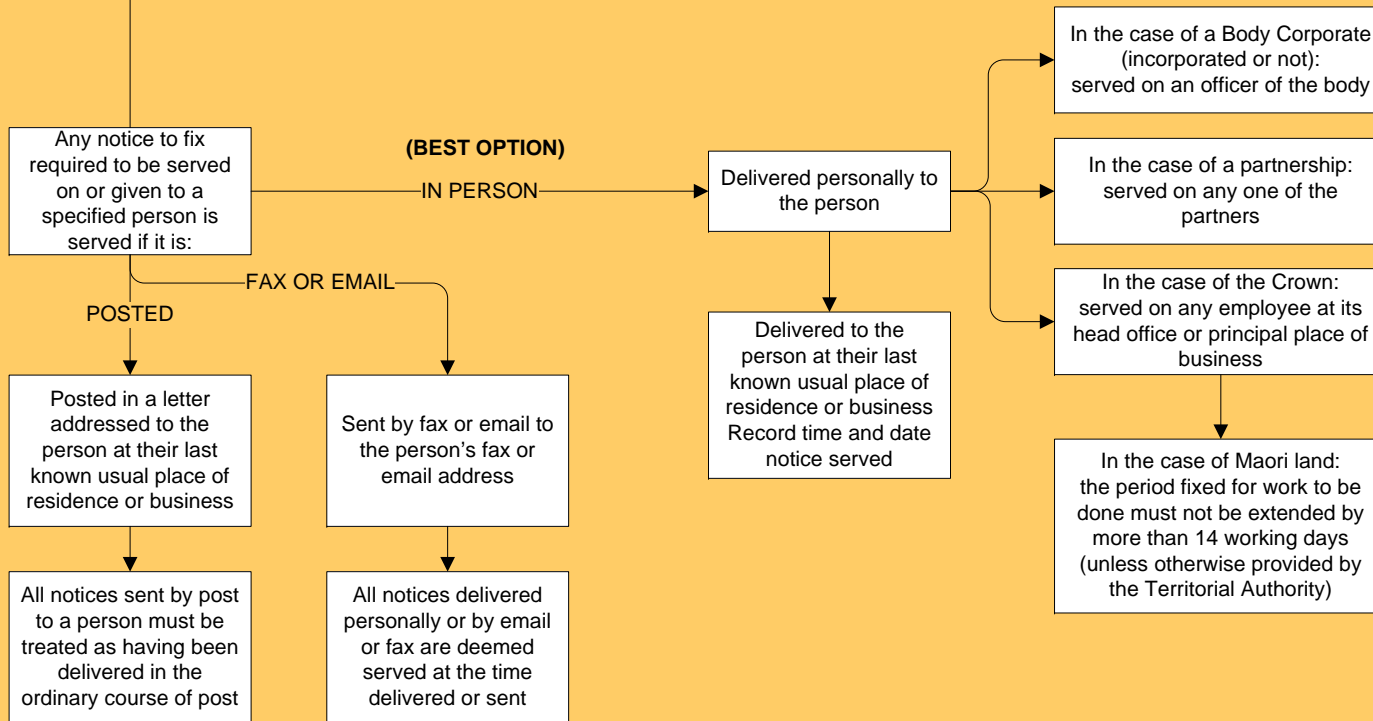 Any notice to fix
required to be served
on or given to a
specified person is
served if it is:
(BEST OPTION)
IN PERSON
FAX OR EMAIL
POSTED
Posted in a letter
addressed to the
person at their last
known usual place of
residence or business
All notices sent by post
to a person must be
treated as having been
delivered in the
ordinary course of post
Sent by fax or email to
the person’s fax or
email address
All notices delivered
personally or by email
or fax are deemed
served at the time
delivered or sent
Delivered personally to
the person
Delivered to the
person at their last
known usual place of
residence or business
Record time and date
notice served
In the case of a Body Corporate
(incorporated or not):
served on an officer of the body
In the case of a partnership:
served on any one of the
partners
In the case of the Crown:
served on any employee at its
head office or principal place of
business
In the case of Maori land:
the period fixed for work to be
done must not be extended by
more than 14 working days
(unless otherwise provided by
the Territorial Authority)